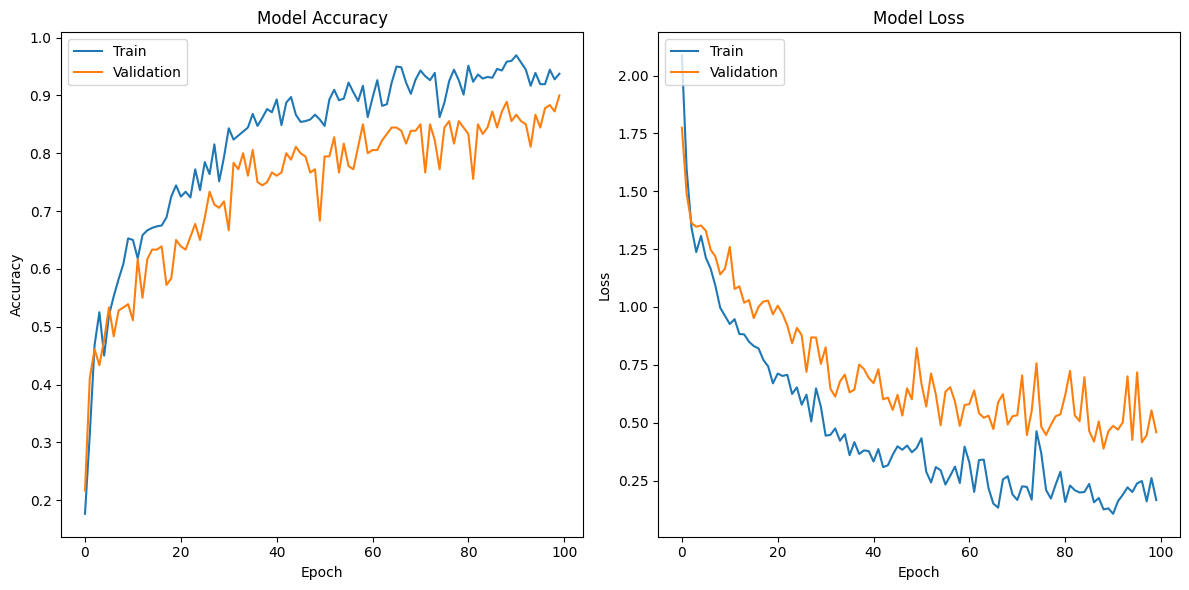 Model Accuracy
Train
Validation
1.0
0.9
0.8
0.7
0.6
0.5
0.4
0.3
0.2
Accuracy
0
20
40
60
80
100
Epoch
Model Loss
Train
Validation
2.00
1.75
1.50
1.25
1.00
0.75
0.50
0.25
Loss
0
20
40
60
80
100
Epoch